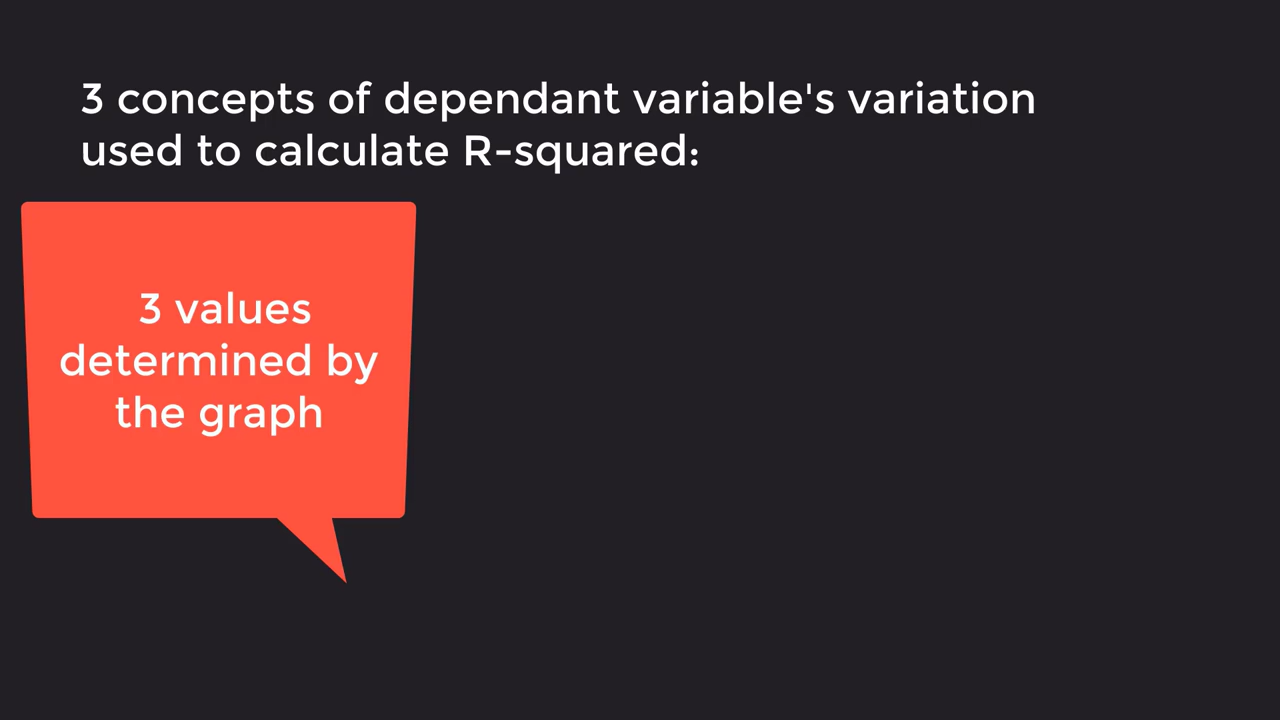 3 concepts of dependant variable's variation
used to calculate R-squared:
3 values
determined by
the graph